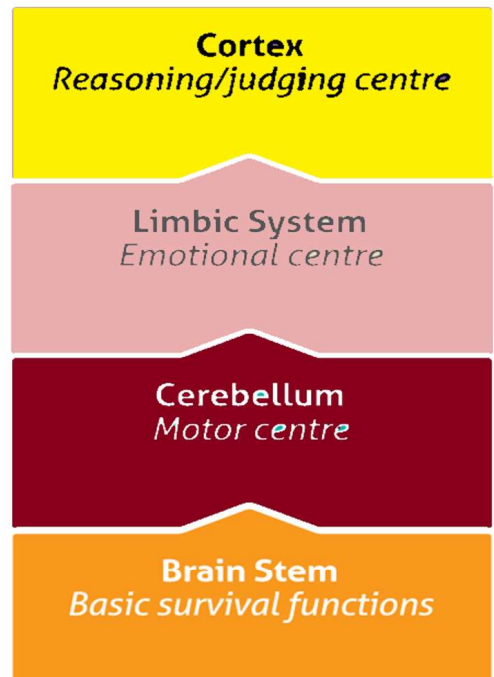 Cortex
Reasoning/judging centre
Limbic System
Emotional centre
Cerebellum
Motor centre
Brain Stem
Basic survival functions